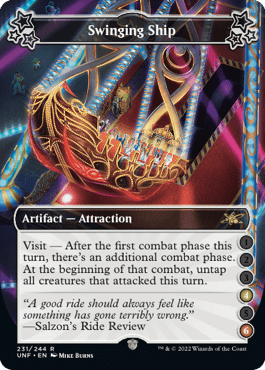 Swinging Ship
Artifact — Attraction
Visit — After the first combat phase this
turn, there's an additional combat phase.
At the beginning of that combat, untap
all creatures that attacked this turn.
“A good ride should always feel like
something has gone terribly wrong.”
—Salzon's Ride Review
1
2
3
4
5
6
231/244 R
UNF • EN MIKE BURNS
™ & © 2022 Wizards of the Coast